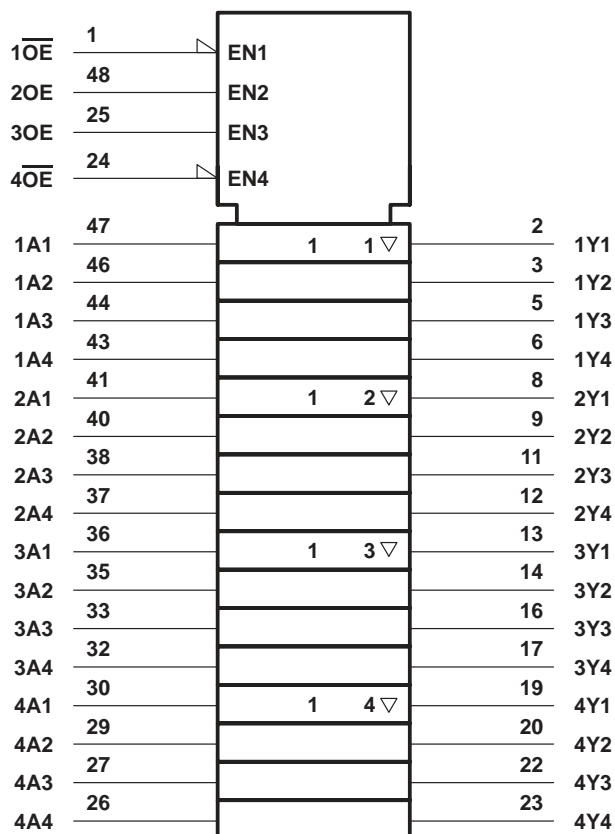 1O̅E̅ 1 EN1
2OE 48 EN2
3OE 25 EN3
4O̅E̅ 24 EN4
1A1 47 1 1 ▽ 2 1Y1
1A2 46 3 1Y2
1A3 44 5 1Y3
1A4 43 6 1Y4
2A1 41 1 2 ▽ 8 2Y1
2A2 40 9 2Y2
2A3 38 11 2Y3
2A4 37 12 2Y4
3A1 36 1 3 ▽ 13 3Y1
3A2 35 14 3Y2
3A3 33 16 3Y3
3A4 32 17 3Y4
4A1 30 1 4 ▽ 19 4Y1
4A2 29 20 4Y2
4A3 27 22 4Y3
4A4 26 23 4Y4